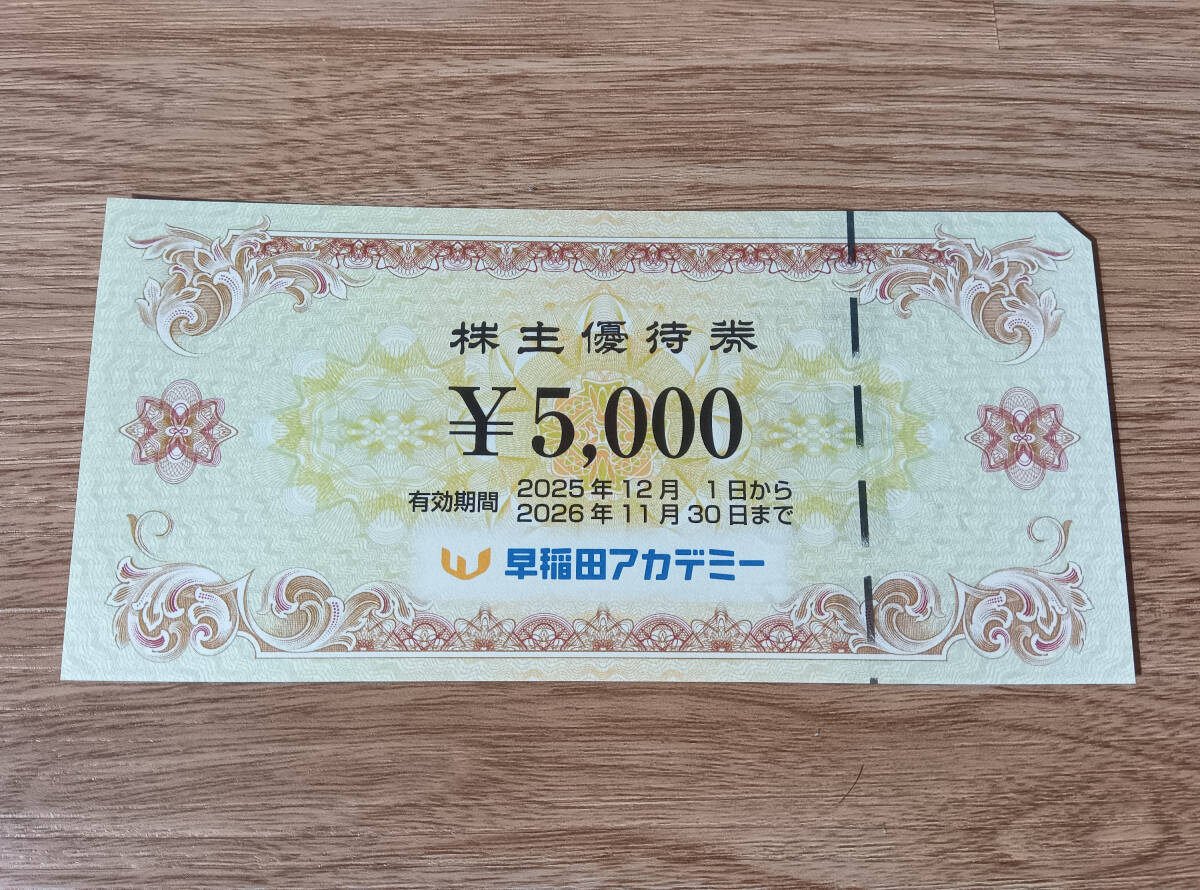 株主優待券
¥5,000
有効期間 2025年12月 1日から
2026年11月30日まで
早稲田アカデミー